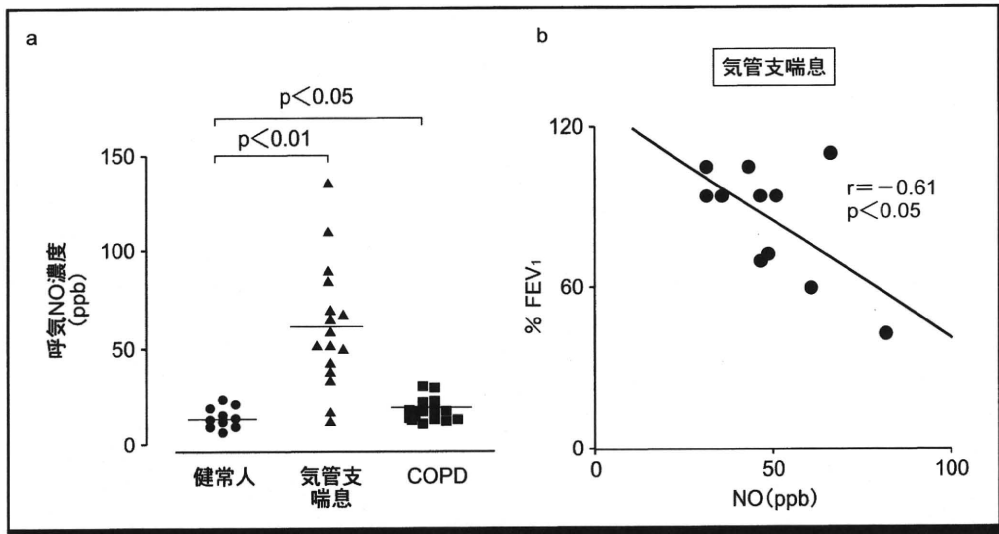 a
p<0.05
p<0.01
150
100
50
0
呼気NO濃度
(ppb)
健常人
気管支
喘息
COPD
b
気管支喘息
120
60
0
% FEV₁
r=−0.61
p<0.05
0
50
100
NO(ppb)